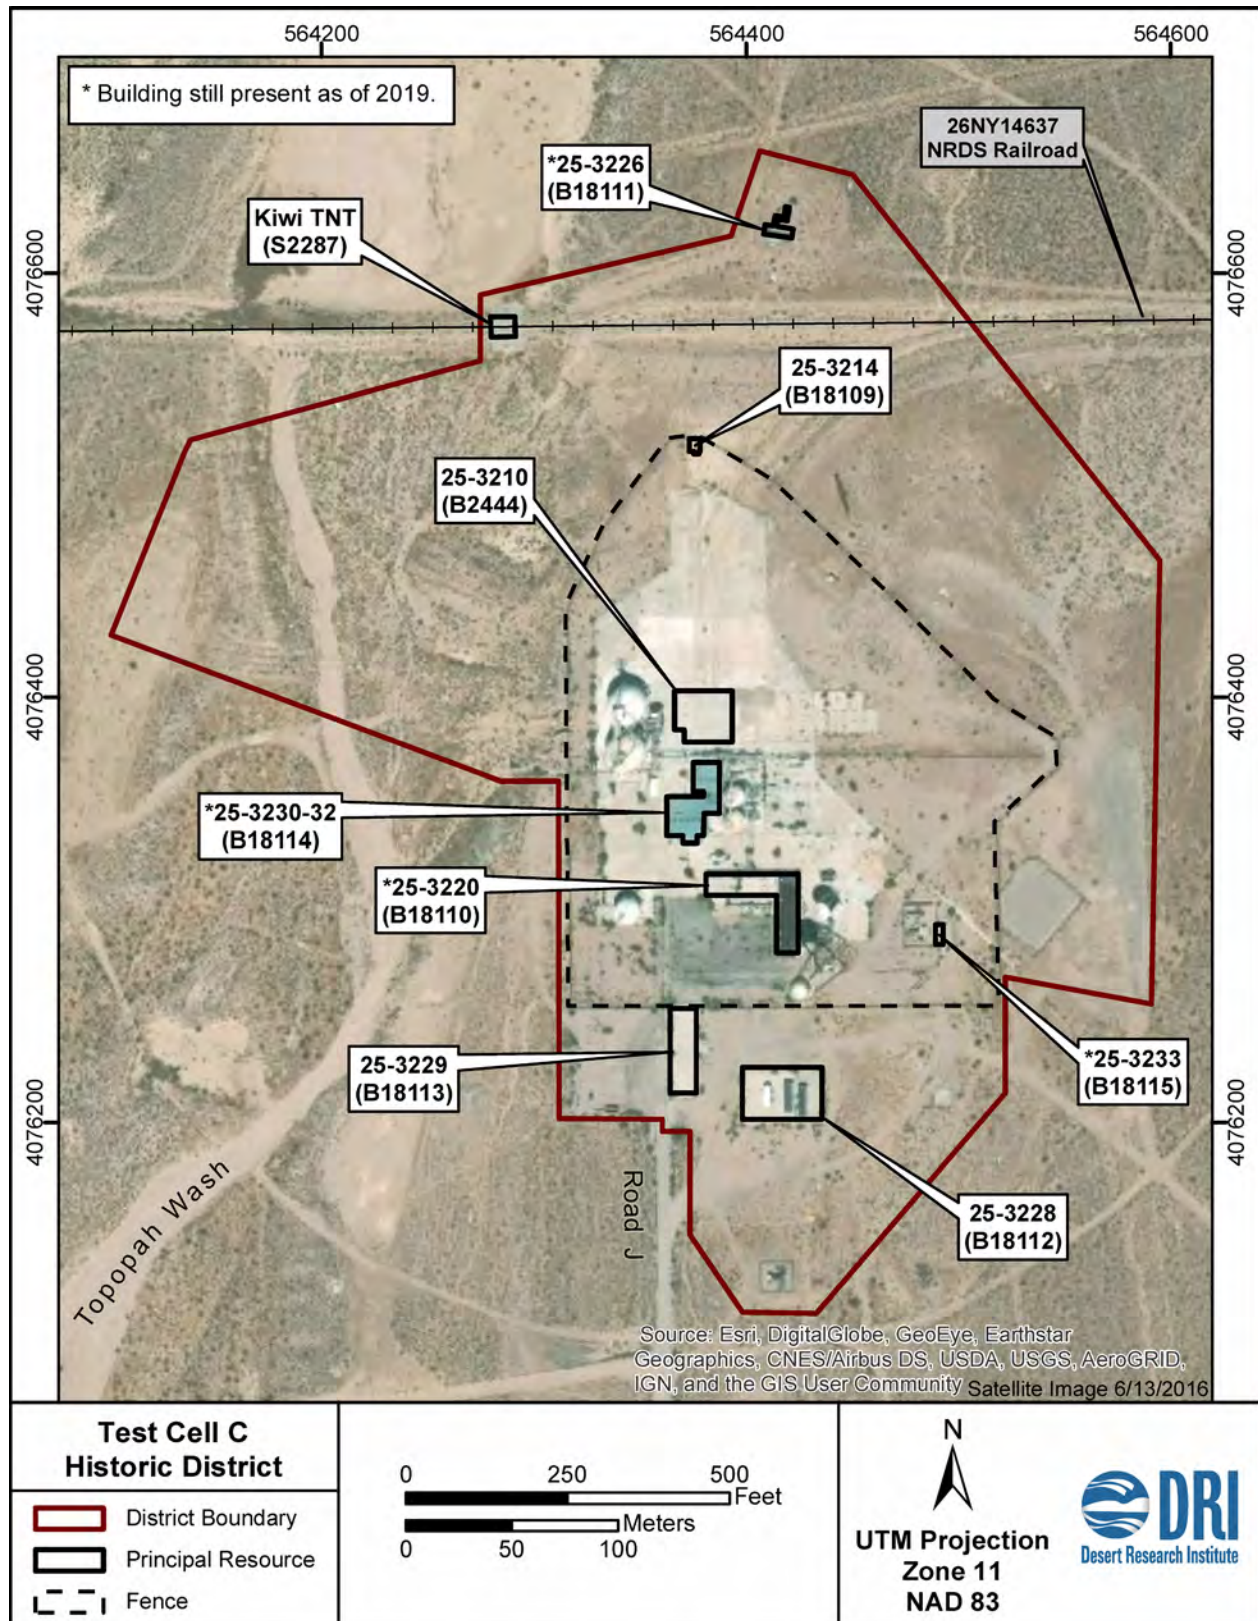 564200
564400
564600
* Building still present as of 2019.
26NY14637
NRDS Railroad
*25-3226
(B18111)
Kiwi TNT
(S2287)
4076600
4076600
25-3214
(B18109)
25-3210
(B2444)
4076400
4076400
*25-3230-32
(B18114)
*25-3220
(B18110)
25-3229
(B18113)
*25-3233
(B18115)
4076200
4076200
Topopah Wash
Road J
25-3228
(B18112)
Source: Esri, DigitalGlobe, GeoEye, Earthstar
Geographics, CNES/Airbus DS, USDA, USGS, AeroGRID,
IGN, and the GIS User Community
Satellite Image 6/13/2016
Test Cell C
Historic District
District Boundary
Principal Resource
Fence
0 250 500
Feet
Meters
0 50 100
N
UTM Projection
Zone 11
NAD 83
DRI
Desert Research Institute